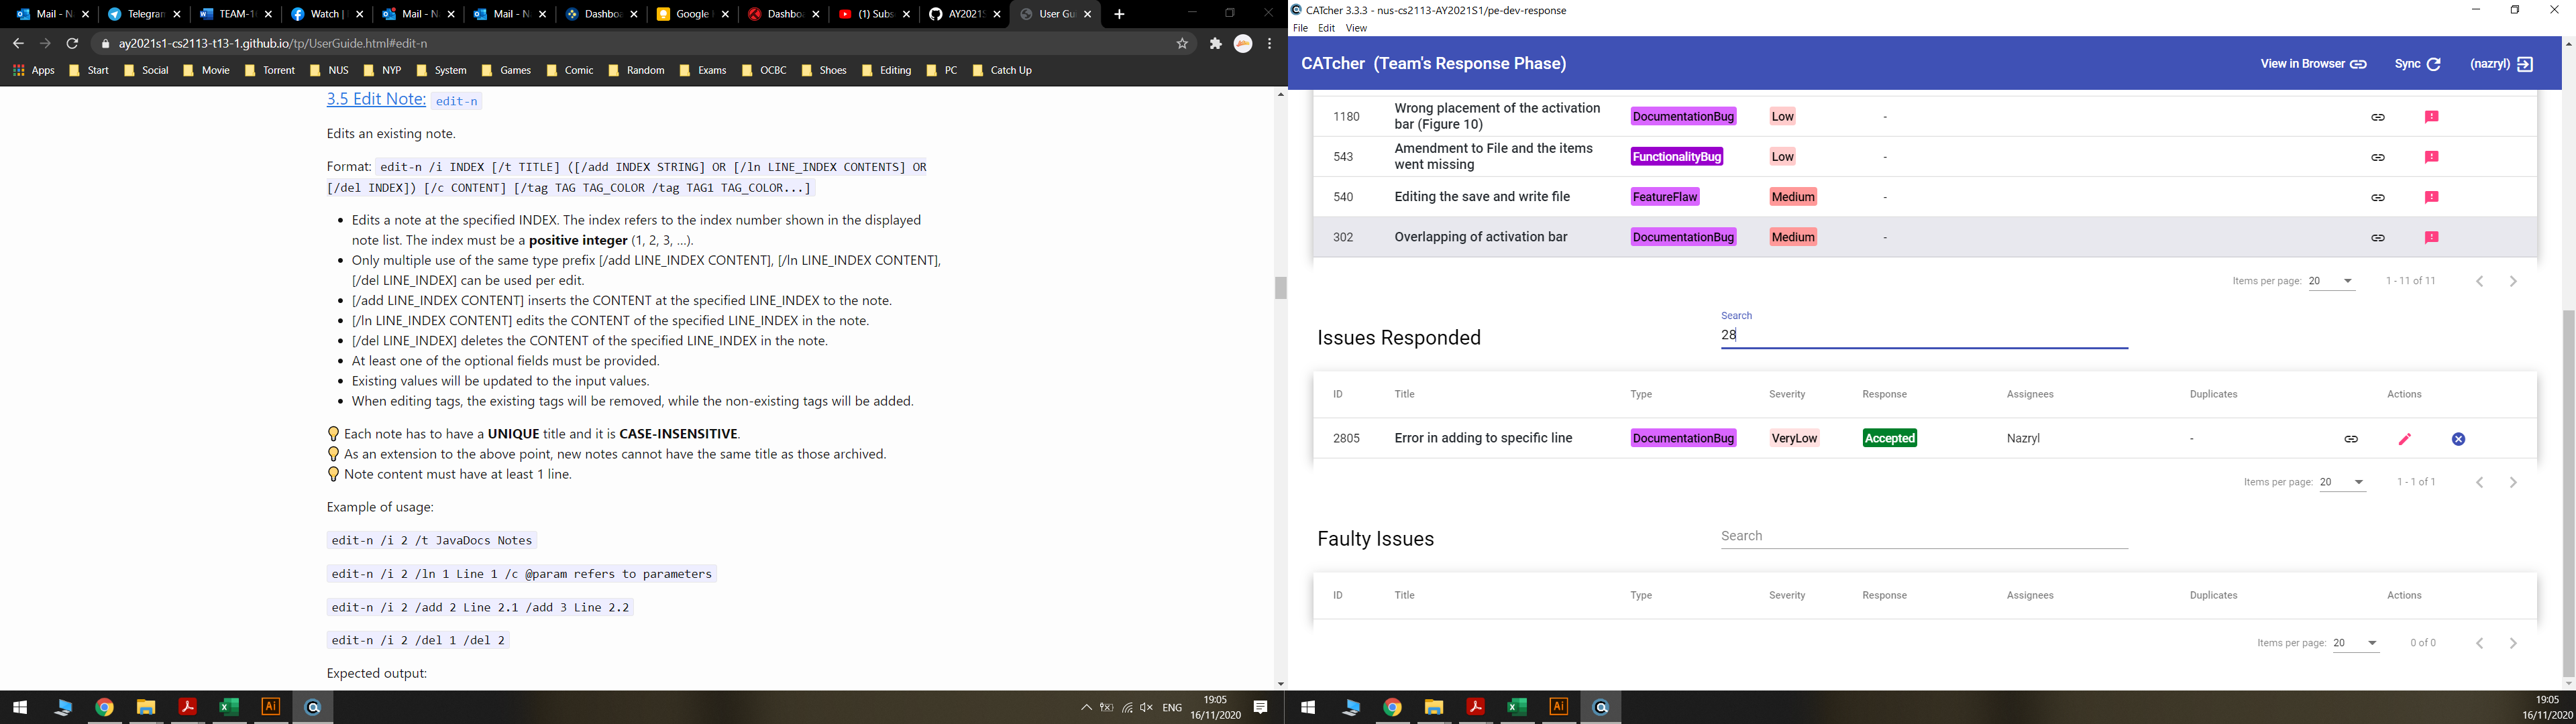 Mail - N
Telegram
TEAM-1
Watch |
Mail - N
Mail - N
Dashbo
Google
Dashbo
(1) Subs
AY2021S
User Gu
ay2021s1-cs2113-t13-1.github.io/tp/UserGuide.html#edit-n
Apps
Start
Social
Movie
Torrent
NUS
NYP
System
Games
Comic
Random
Exams
OCBC
Shoes
Editing
PC
Catch Up
3.5 Edit Note: edit-n
Edits an existing note.
Format: edit-n /i INDEX [/t TITLE] ([/add INDEX STRING] OR [/ln LINE_INDEX CONTENTS] OR
[/del INDEX]) [/c CONTENT] [/tag TAG TAG_COLOR /tag TAG1 TAG_COLOR...]
• Edits a note at the specified INDEX. The index refers to the index number shown in the displayed
note list. The index must be a positive integer (1, 2, 3, …).
• Only multiple use of the same type prefix [/add LINE_INDEX CONTENT], [/ln LINE_INDEX CONTENT],
[/del LINE_INDEX] can be used per edit.
• [/add LINE_INDEX CONTENT] inserts the CONTENT at the specified LINE_INDEX to the note.
• [/ln LINE_INDEX CONTENT] edits the CONTENT of the specified LINE_INDEX in the note.
• [/del LINE_INDEX] deletes the CONTENT of the specified LINE_INDEX in the note.
• At least one of the optional fields must be provided.
• Existing values will be updated to the input values.
• When editing tags, the existing tags will be removed, while the non-existing tags will be added.
💡 Each note has to have a UNIQUE title and it is CASE-INSENSITIVE.
💡 As an extension to the above point, new notes cannot have the same title as those archived.
💡 Note content must have at least 1 line.
Example of usage:
edit-n /i 2 /t JavaDocs Notes
edit-n /i 2 /ln 1 Line 1 /c @param refers to parameters
edit-n /i 2 /add 2 Line 2.1 /add 3 Line 2.2
edit-n /i 2 /del 1 /del 2
Expected output:
ENG
19:05
16/11/2020
CATcher 3.3.3 - nus-cs2113-AY2021S1/pe-dev-response
File Edit View
CATcher (Team's Response Phase)
View in Browser
Sync
(nazryl)
1180 Wrong placement of the activation DocumentationBug Low -
bar (Figure 10)
543 Amendment to File and the items FunctionalityBug Low -
went missing
540 Editing the save and write file FeatureFlaw Medium -
302 Overlapping of activation bar DocumentationBug Medium -
Items per page: 20 1 - 11 of 11
Issues Responded
Search
28
ID Title Type Severity Response Assignees Duplicates Actions
2805 Error in adding to specific line DocumentationBug VeryLow Accepted Nazryl -
Items per page: 20 1 - 1 of 1
Faulty Issues
Search
ID Title Type Severity Response Assignees Duplicates Actions
Items per page: 20 0 of 0
Ai
Ai
19:05
16/11/2020